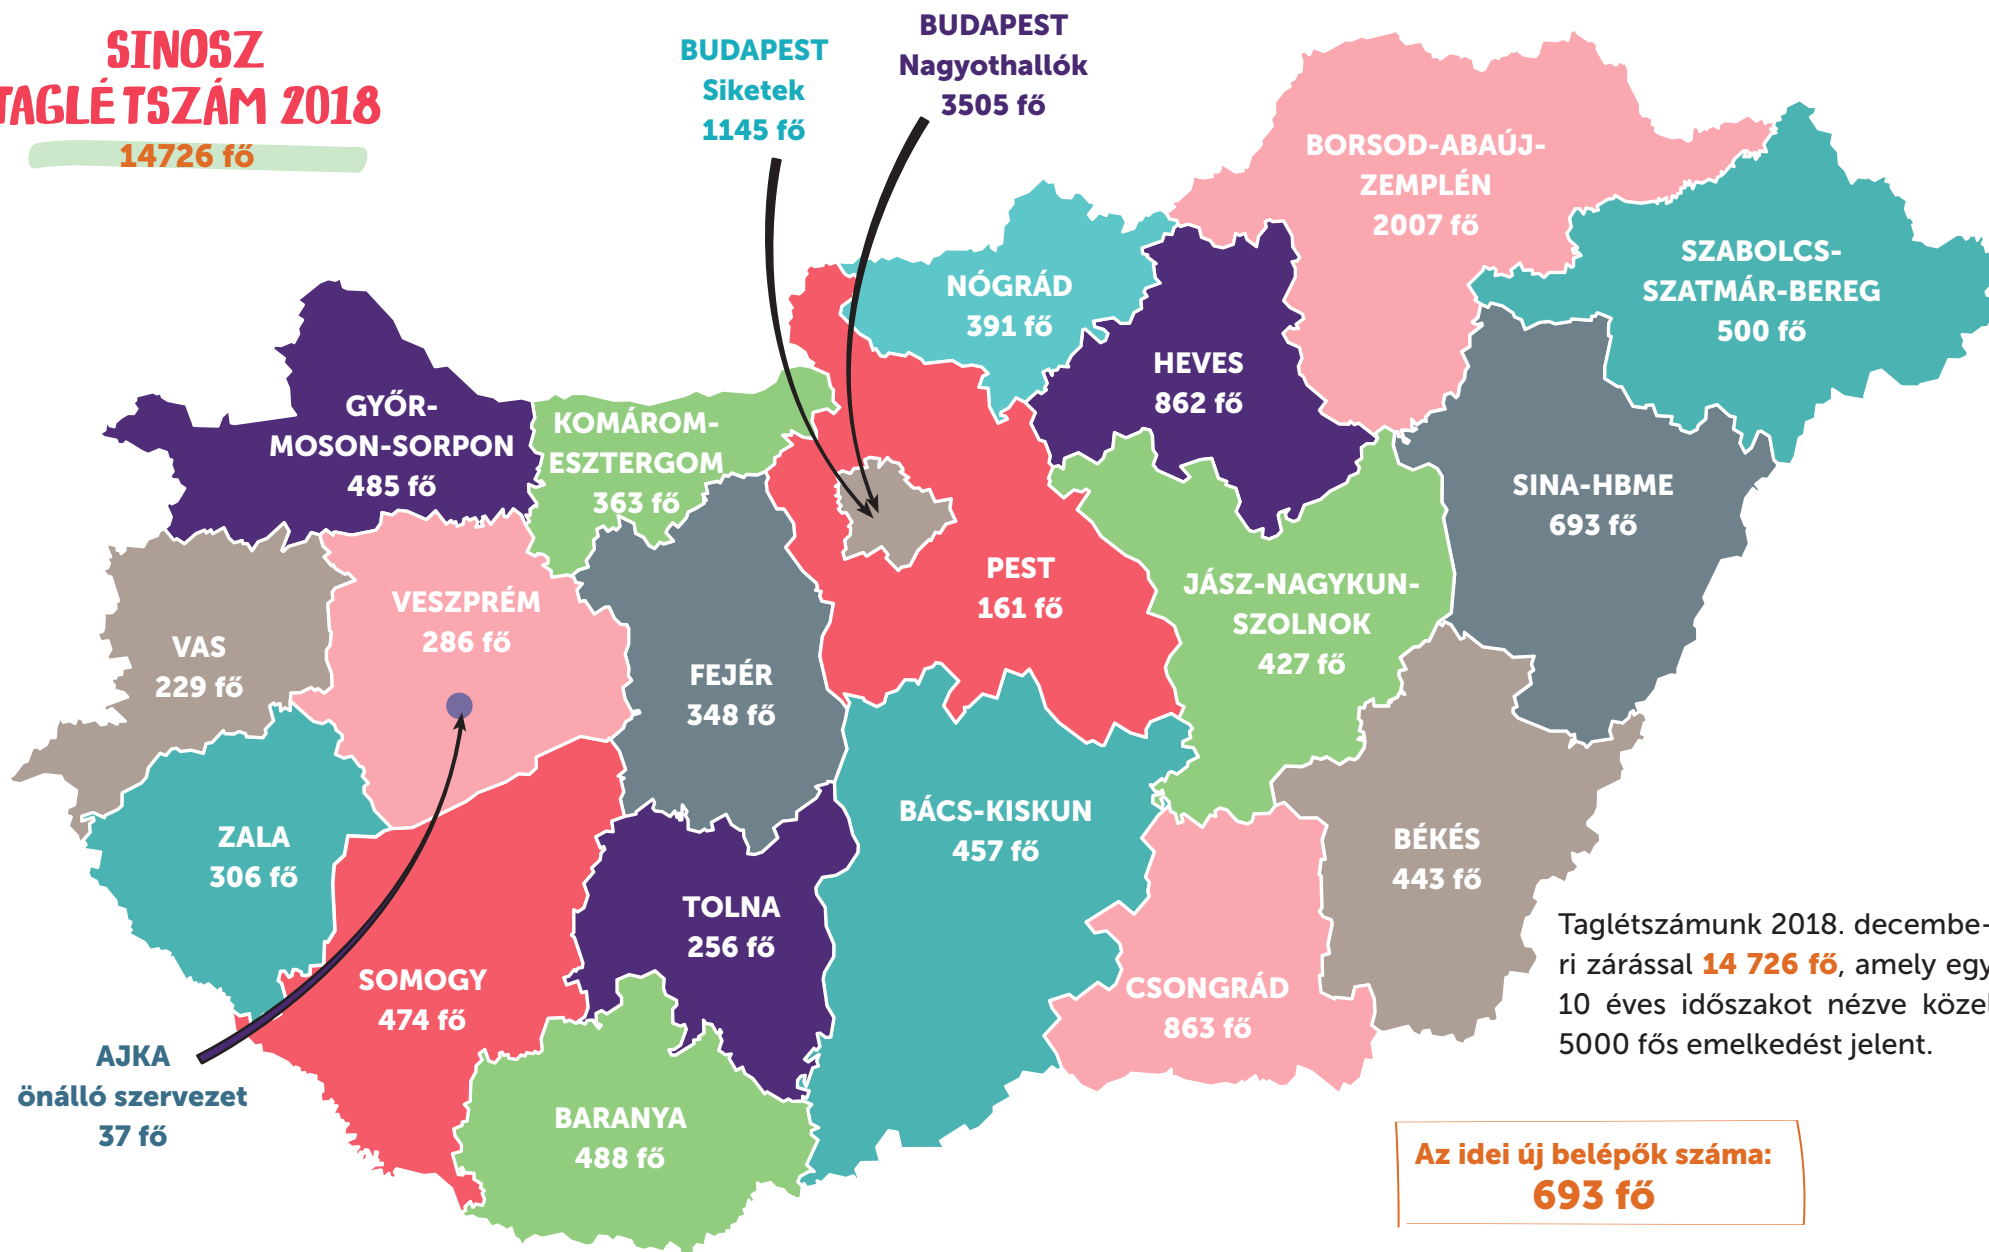 SINOSZ
TAGLÉTSZÁM 2018
14726 fő
BUDAPEST
Siketek
1145 fő
BUDAPEST
Nagyothallók
3505 fő
BORSOD-ABAÚJ-
ZEMPLÉN
2007 fő
SZABOLCS-
SZATMÁR-BEREG
500 fő
NÓGRÁD
391 fő
HEVES
862 fő
GYŐR-
MOSON-SORPON
485 fő
KOMÁROM-
ESZTERGOM
363 fő
SINA-HBME
693 fő
PEST
161 fő
JÁSZ-NAGYKUN-
SZOLNOK
427 fő
VESZPRÉM
286 fő
VAS
229 fő
FEJÉR
348 fő
ZALA
306 fő
BÁCS-KISKUN
457 fő
BÉKÉS
443 fő
TOLNA
256 fő
SOMOGY
474 fő
CSONGRÁD
863 fő
AJKA
önálló szervezet
37 fő
BARANYA
488 fő
Taglétszámunk 2018. decembe-
ri zárással 14 726 fő, amely egy
10 éves időszakot nézve közel
5000 fős emelkedést jelent.
Az idei új belépők száma:
693 fő